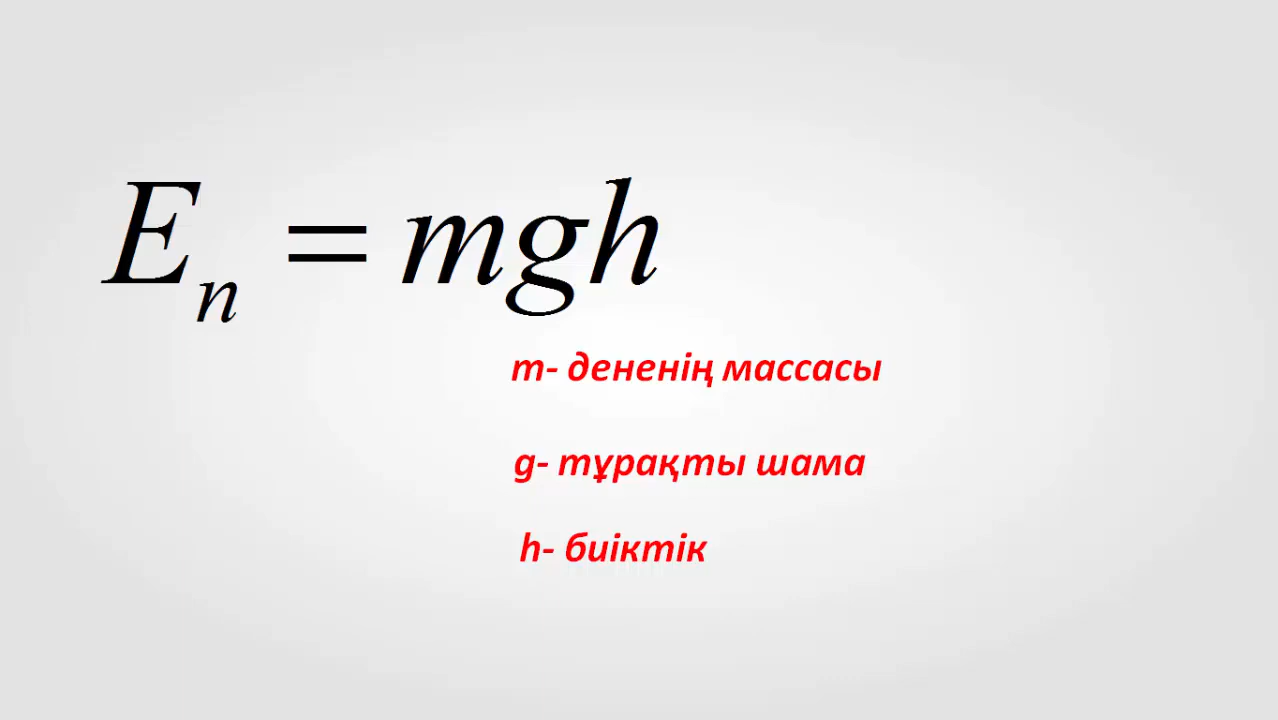 Eₙ = mgh
m- дененің массасы
g- тұрақты шама
h- биіктік